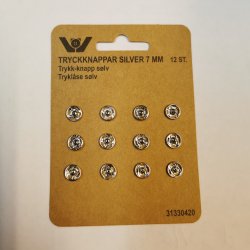 TRYCKKNAPPAR SILVER 7 MM 12 ST.
Trykk-knapp sølv
Tryklåse sølv
31330420